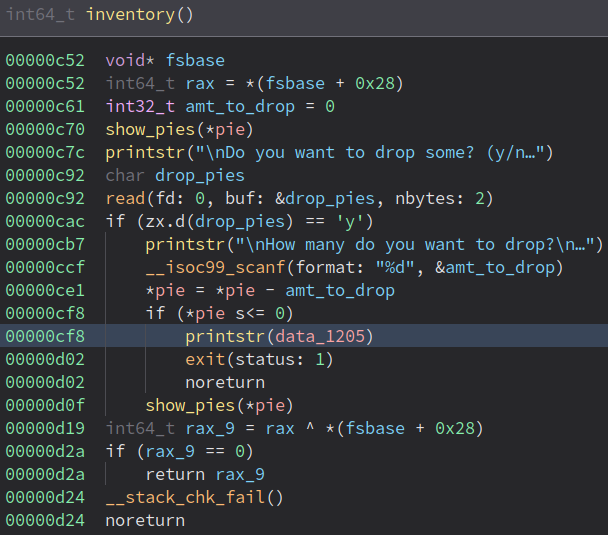 int64_t inventory()
00000c52 void* fsbase
00000c52 int64_t rax = *(fsbase + 0x28)
00000c61 int32_t amt_to_drop = 0
00000c70 show_pies(*pie)
00000c7c printstr("\nDo you want to drop some? (y/n…")
00000c92 char drop_pies
00000c92 read(fd: 0, buf: &drop_pies, nbytes: 2)
00000cac if (zx.d(drop_pies) == 'y')
00000cb7 printstr("\nHow many do you want to drop?\n…")
00000ccf __isoc99_scanf(format: "%d", &amt_to_drop)
00000ce1 *pie = *pie - amt_to_drop
00000cf8 if (*pie s<= 0)
00000cf8 printstr(data_1205)
00000d02 exit(status: 1)
00000d02 noreturn
00000d0f show_pies(*pie)
00000d19 int64_t rax_9 = rax ^ *(fsbase + 0x28)
00000d2a if (rax_9 == 0)
00000d2a return rax_9
00000d24 __stack_chk_fail()
00000d24 noreturn